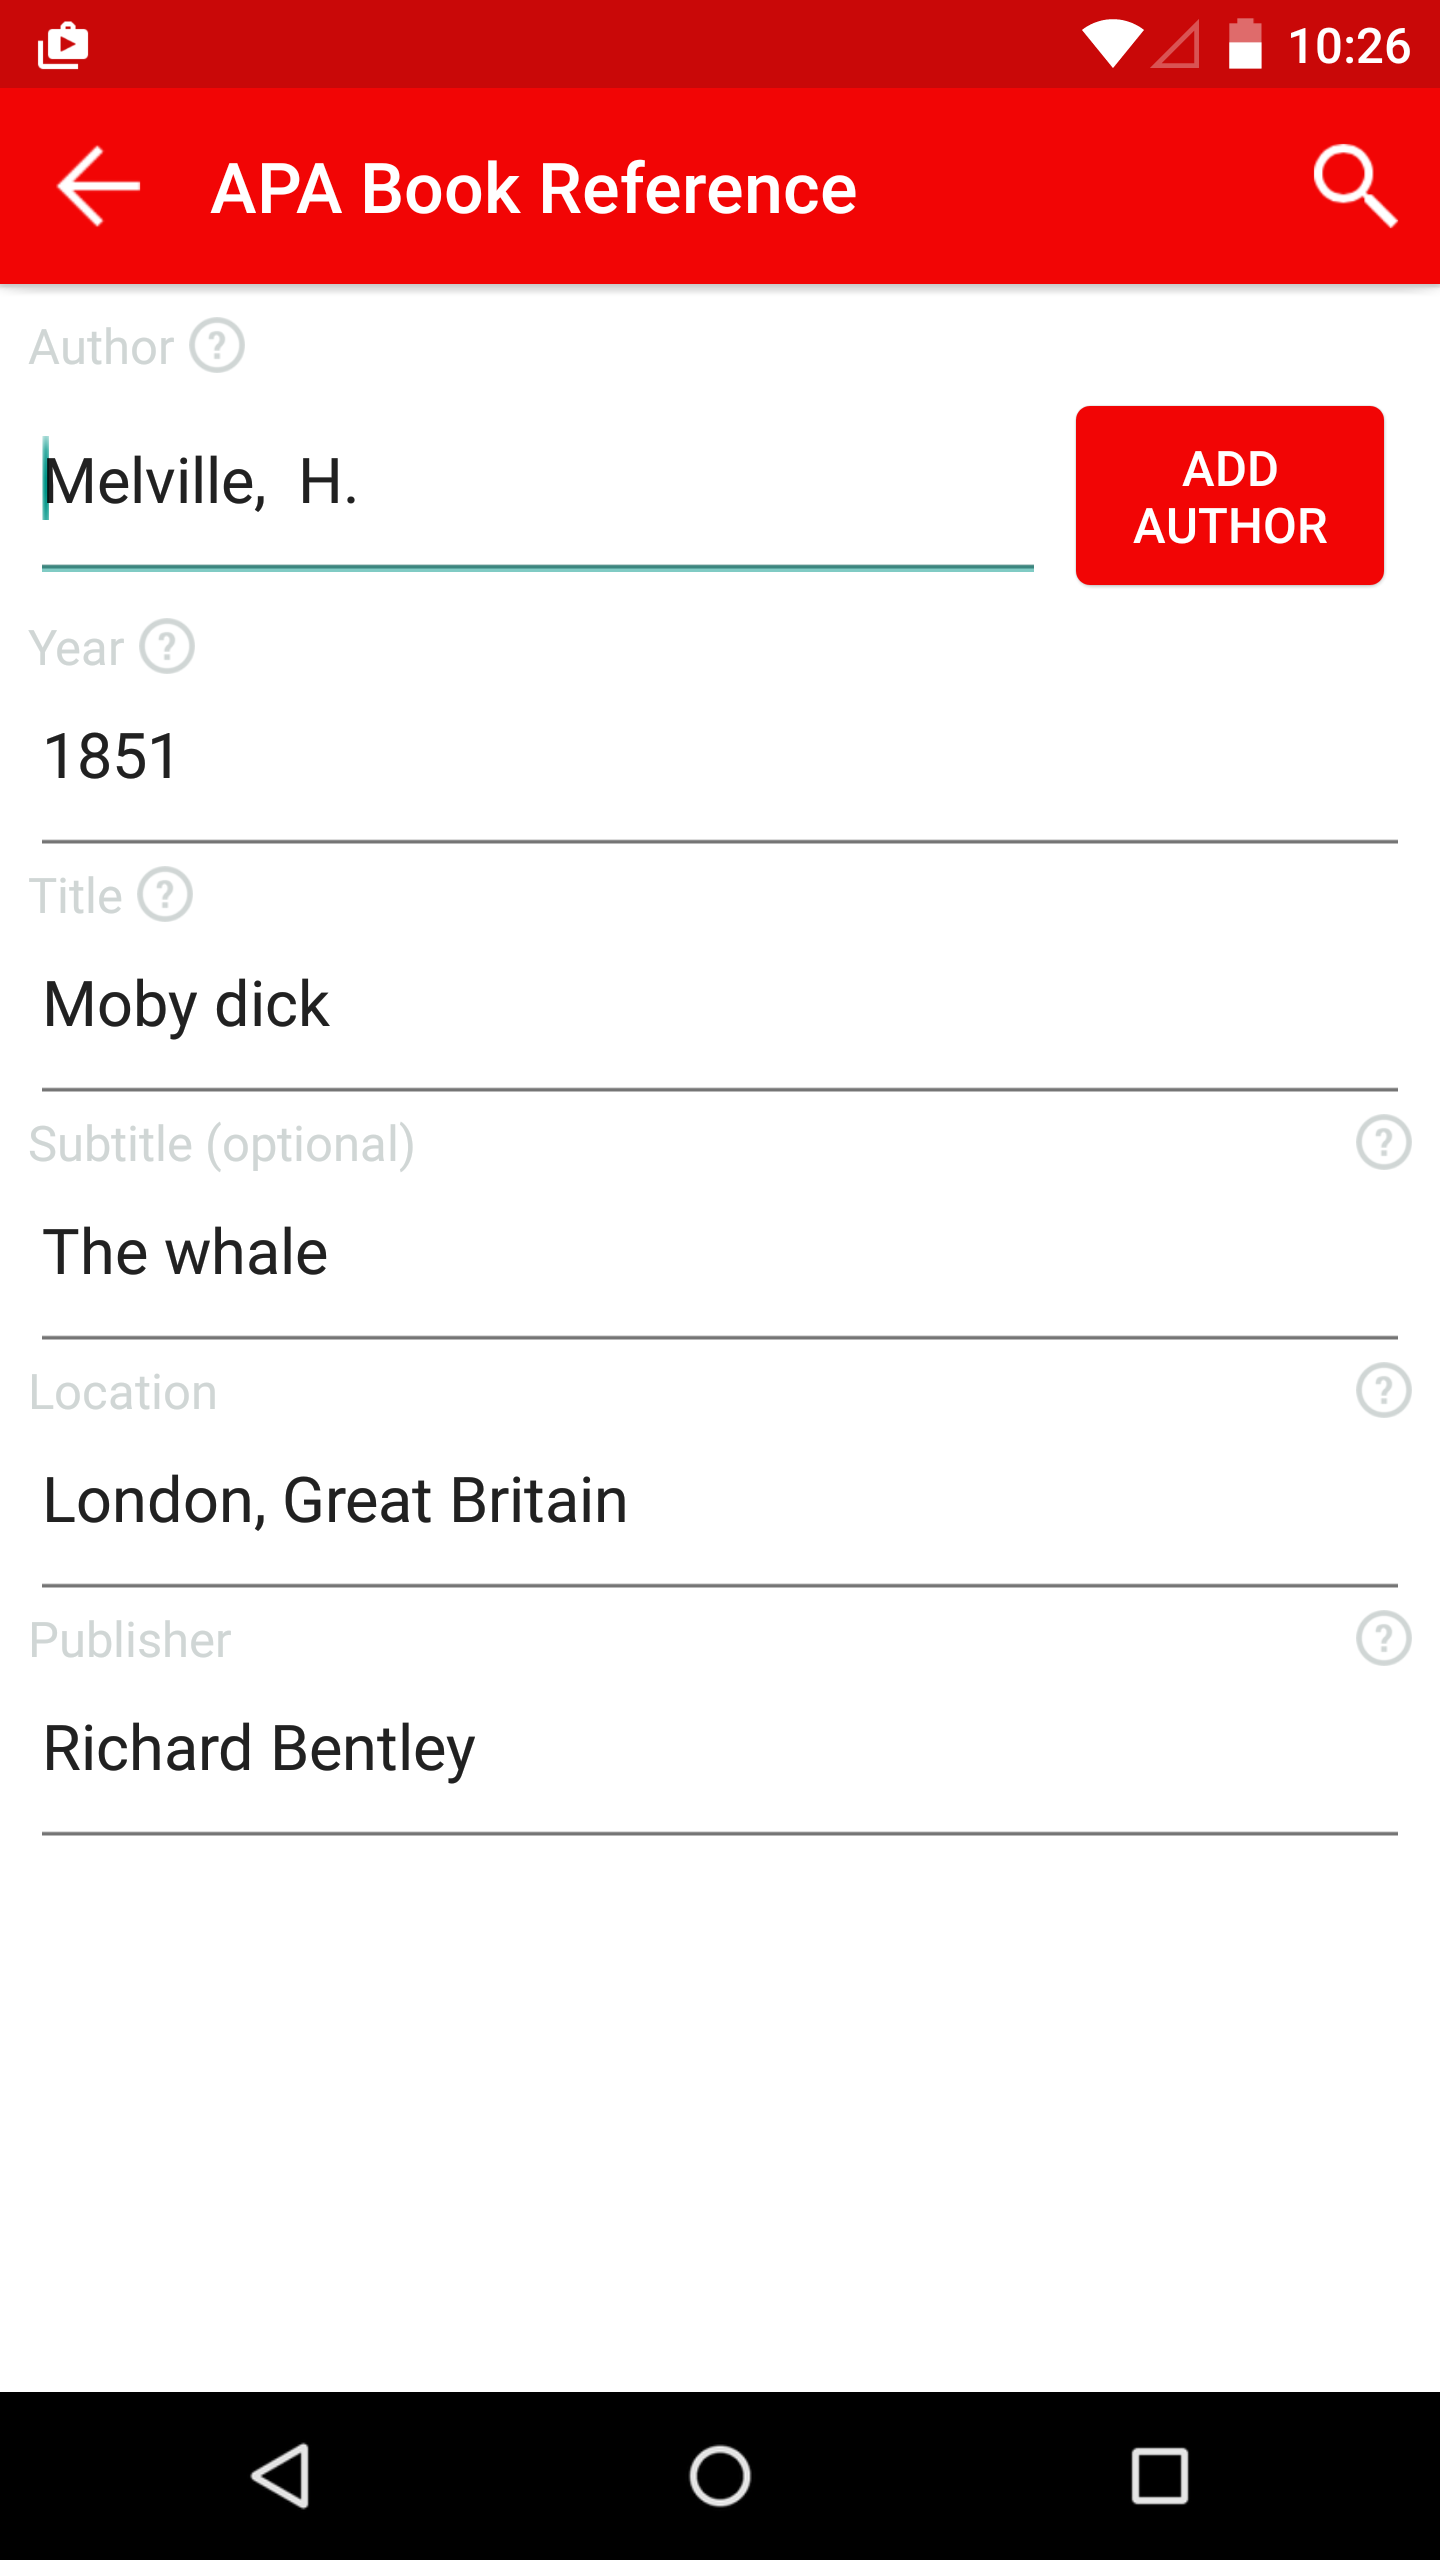 10:26
APA Book Reference
Author
Melville,  H.
ADD
AUTHOR
Year
1851
Title
Moby dick
Subtitle (optional)
The whale
Location
London, Great Britain
Publisher
Richard Bentley